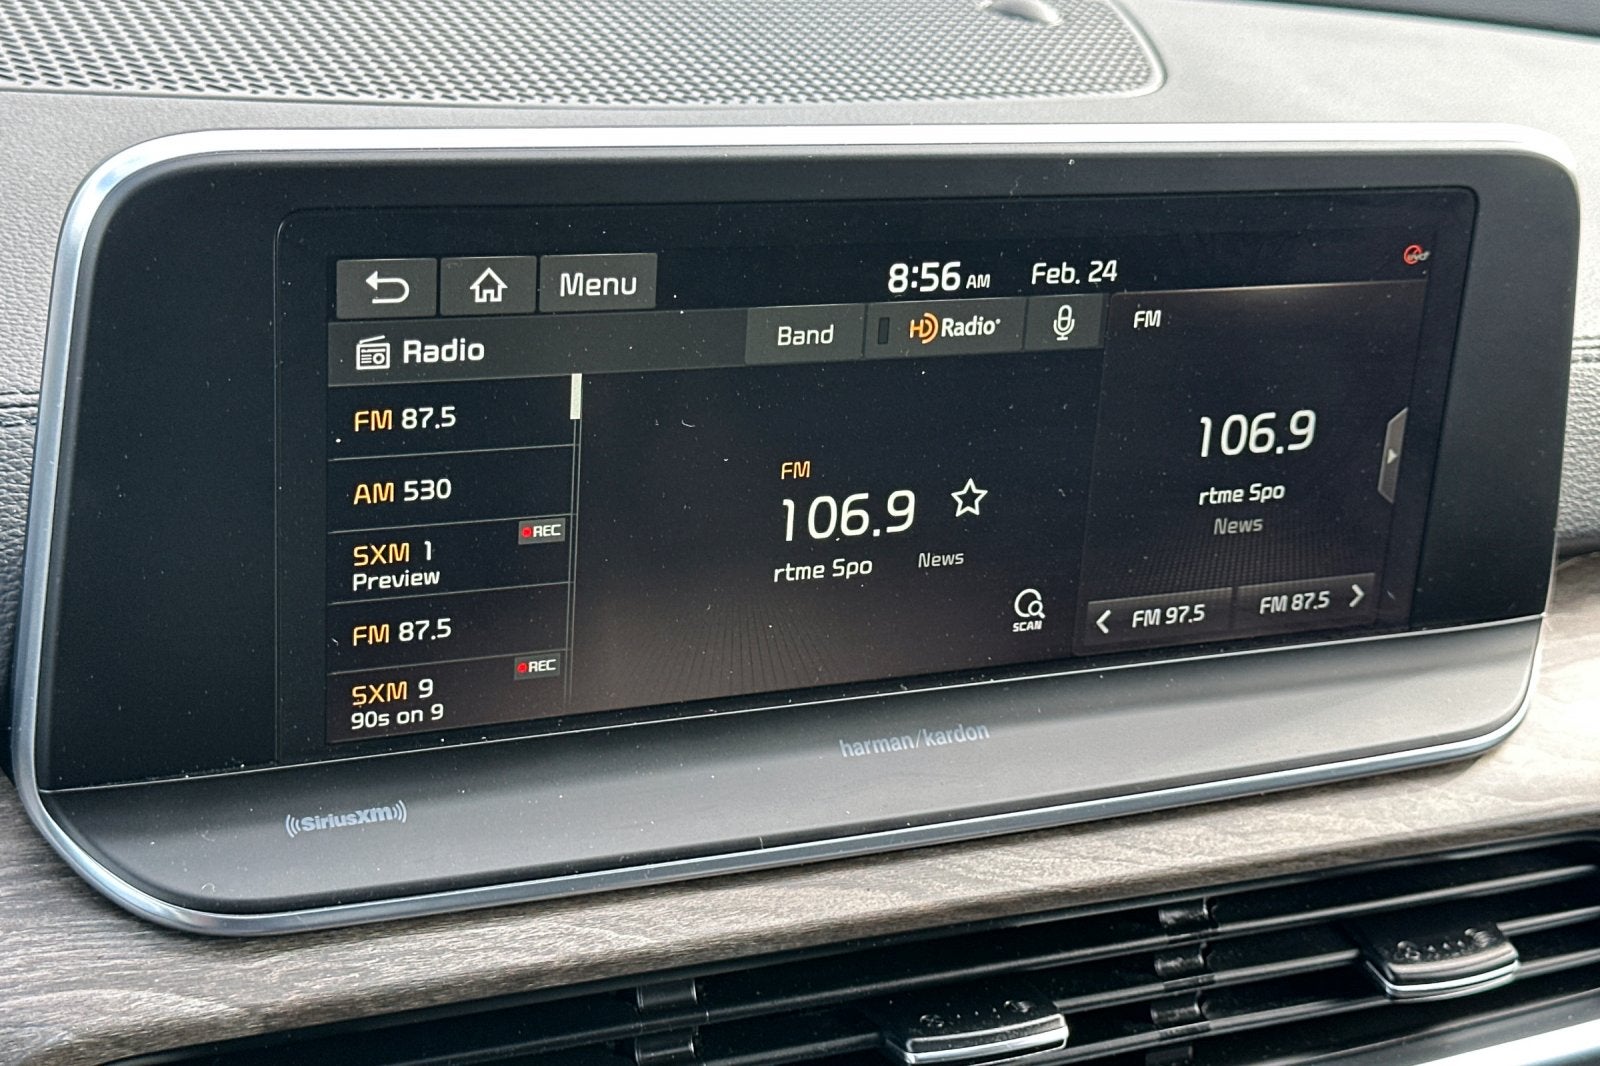 Menu
8:56 AM
Feb. 24
Radio
Band
HD Radio
FM
FM 87.5
AM 530
REC
SXM 1
Preview
FM 87.5
REC
SXM 9
90s on 9
FM
106.9
rtme Spo
News
SCAN
106.9
rtme Spo
News
FM 97.5
FM 87.5
harman/kardon
((SiriusXM))